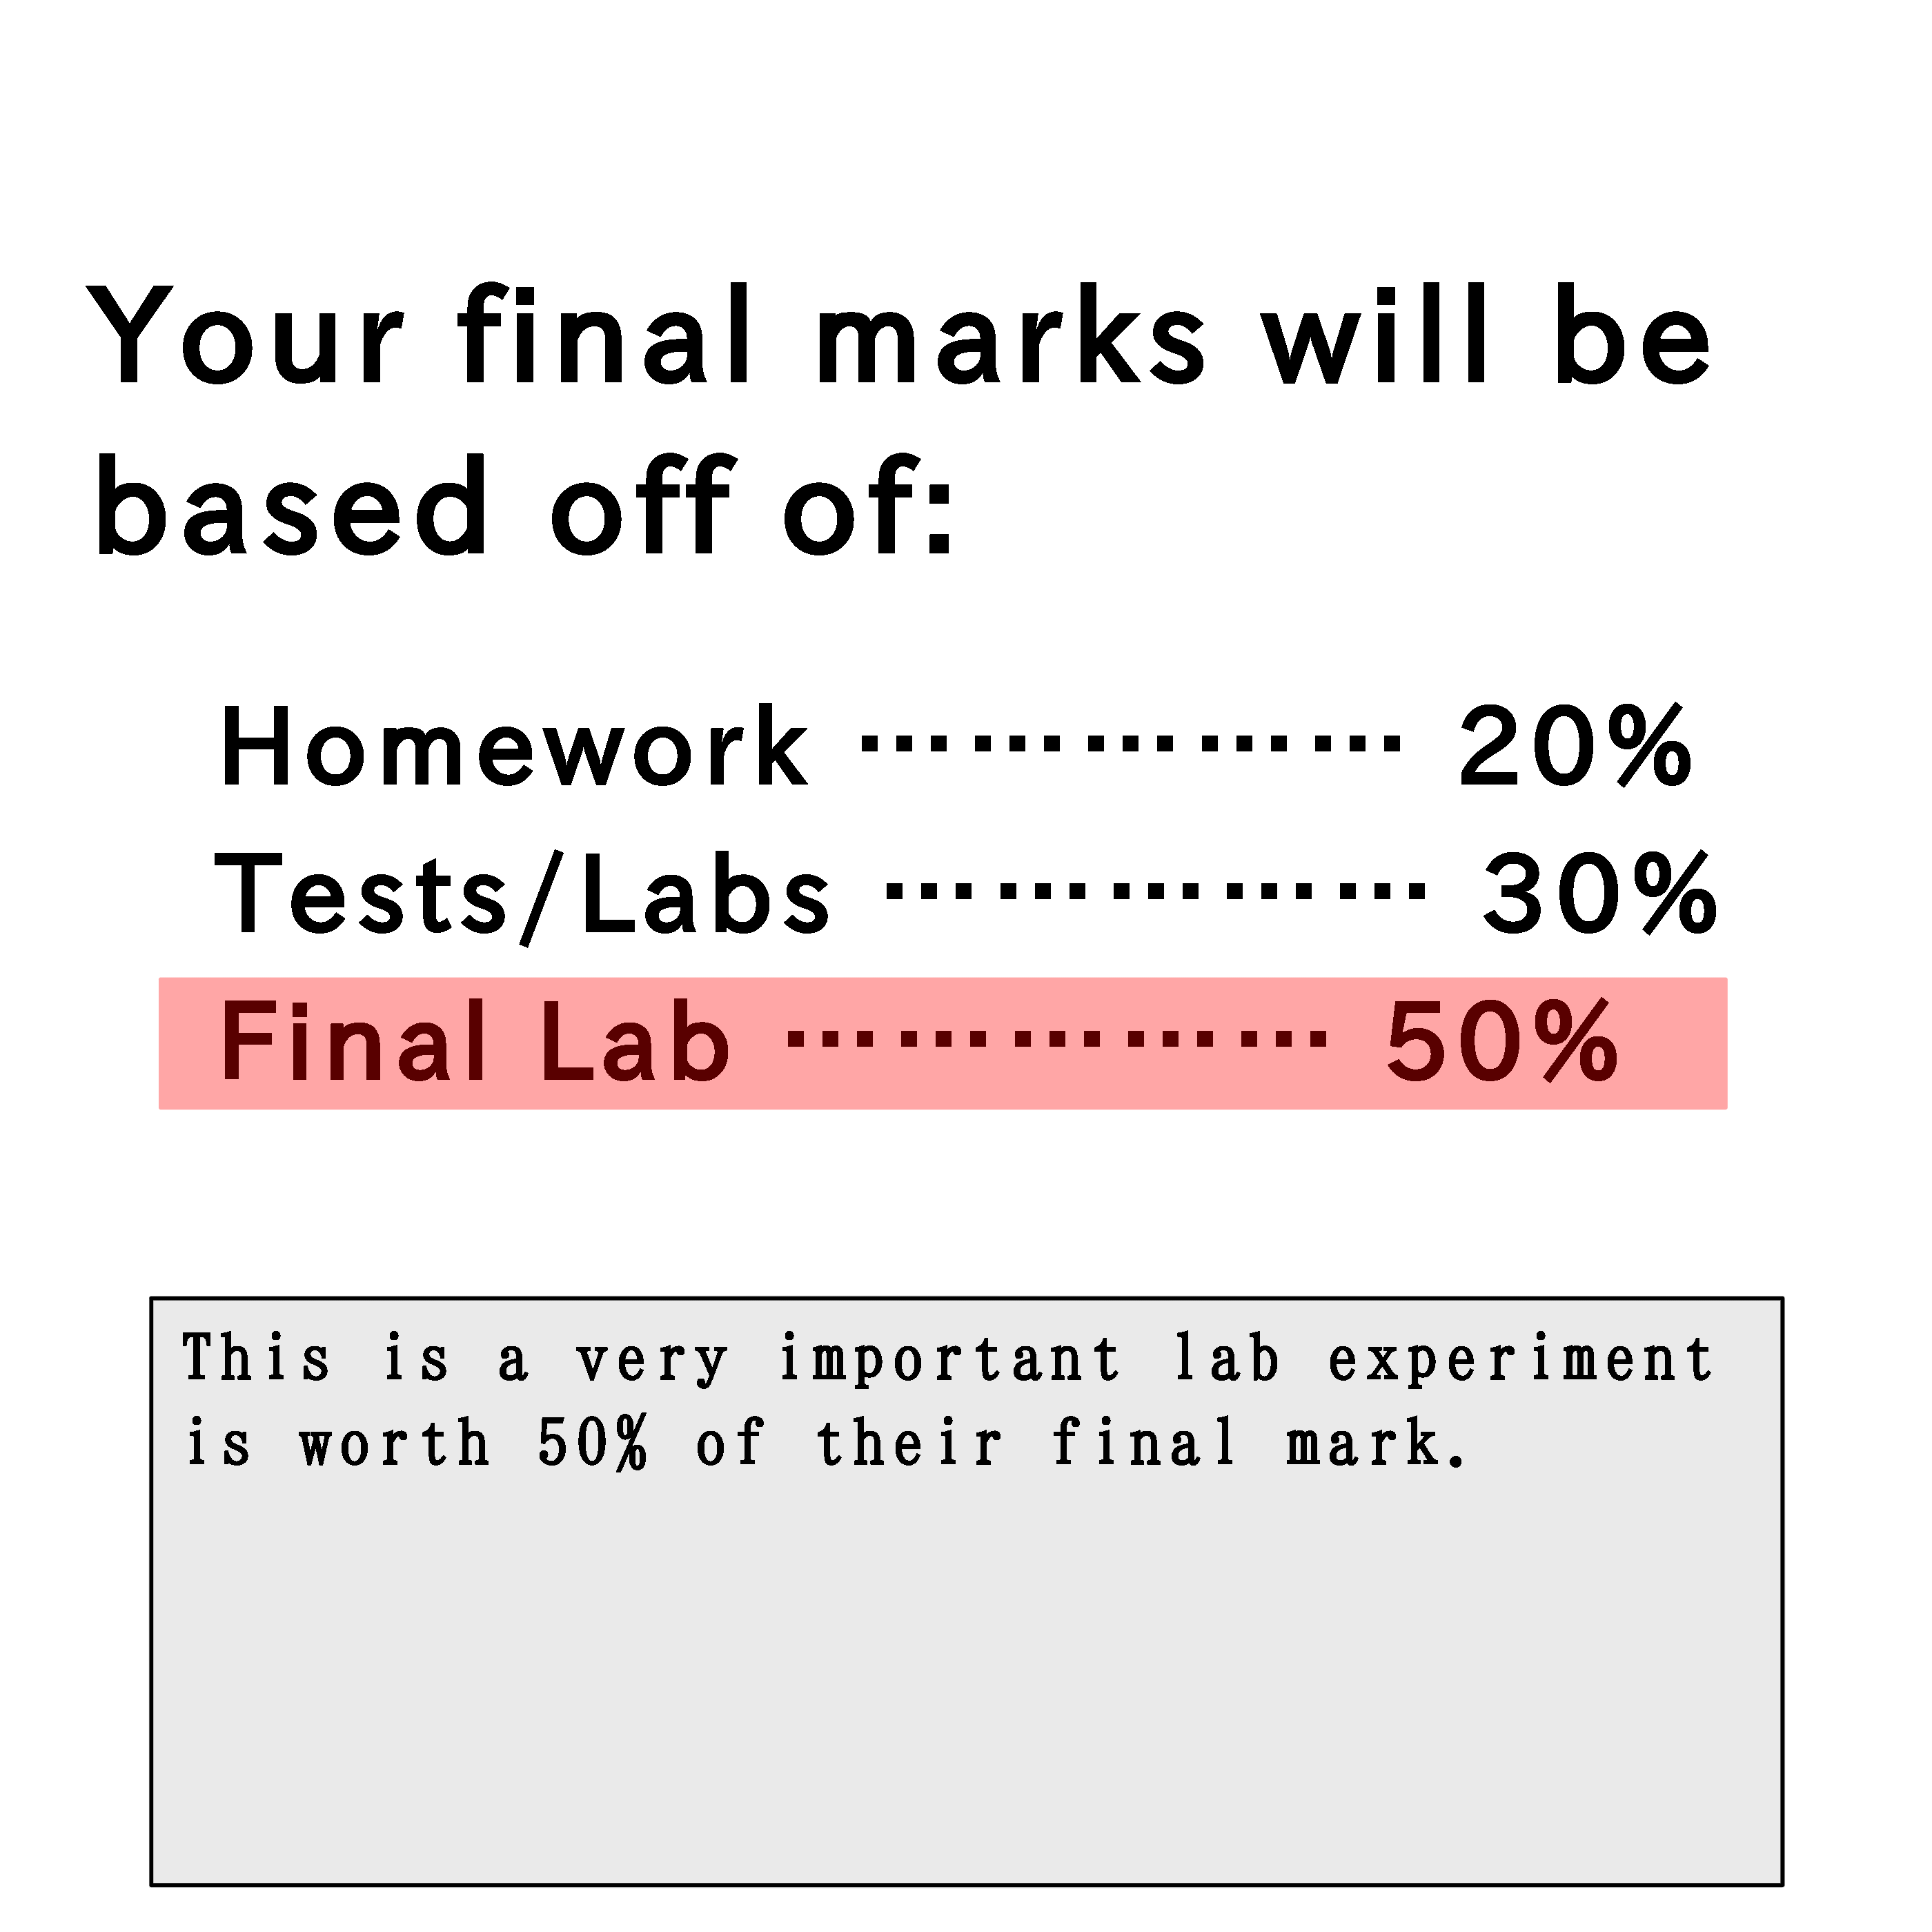 Your final marks will be
based off of:
Homework …………… 20%
Tests/Labs …………… 30%
Final Lab …………… 50%
This is a very important lab experiment
is worth 50% of their final mark.